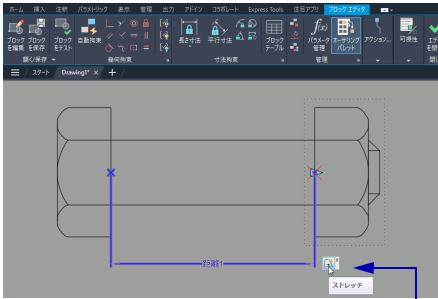 ホーム 挿入 注釈 パラメトリック 表示 管理 出力 アドイン コラボレート Express Tools 注目アプリ ブロック エディタ
ブロックを編集 ブロックを保存 ブロックをテスト 自動拘束 長さ寸法 平行寸法 ブロック テーブル パラメータ管理 オーサリング パレット アクション... 可視性
開く/保存 幾何拘束 寸法拘束 管理
スタート Drawing1* × +
距離1
ストレッチ